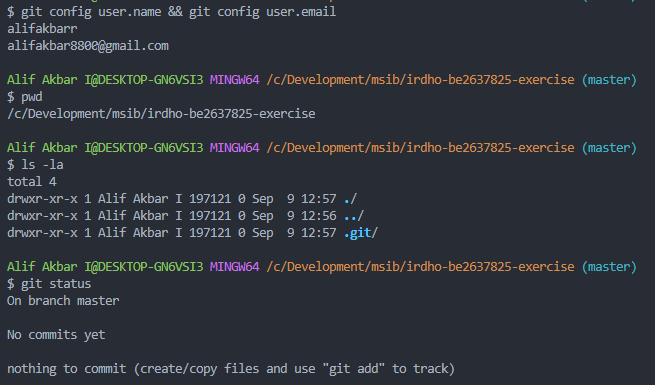 $ git config user.name && git config user.email
alifakbarr
alifakbar8800@gmail.com
Alif Akbar I@DESKTOP-GN6VSI3 MINGW64 /c/Development/msib/irdho-be2637825-exercise (master)
$ pwd
/c/Development/msib/irdho-be2637825-exercise
Alif Akbar I@DESKTOP-GN6VSI3 MINGW64 /c/Development/msib/irdho-be2637825-exercise (master)
$ ls -la
total 4
drwxr-xr-x 1 Alif Akbar I 197121 0 Sep  9 12:57 ./
drwxr-xr-x 1 Alif Akbar I 197121 0 Sep  9 12:56 ../
drwxr-xr-x 1 Alif Akbar I 197121 0 Sep  9 12:57 .git/
Alif Akbar I@DESKTOP-GN6VSI3 MINGW64 /c/Development/msib/irdho-be2637825-exercise (master)
$ git status
On branch master
No commits yet
nothing to commit (create/copy files and use "git add" to track)